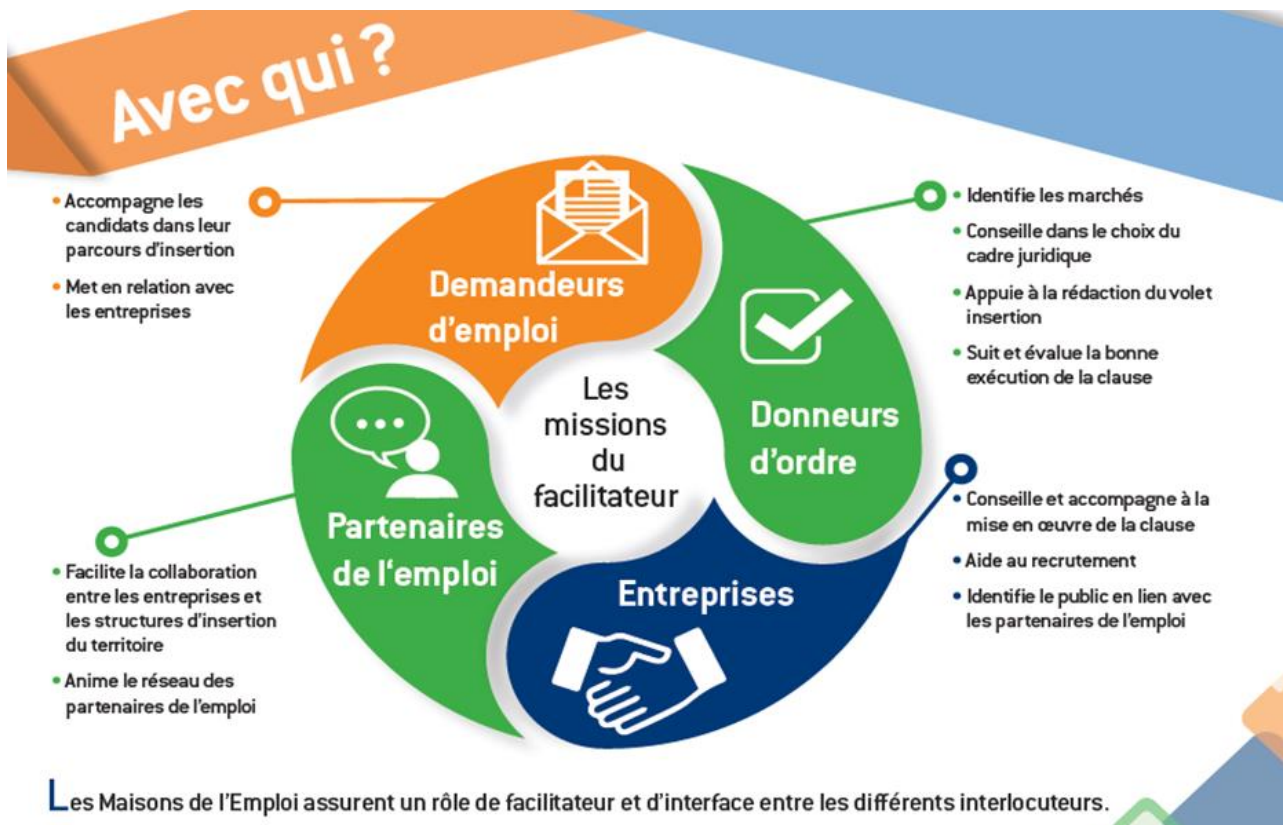 Avec qui ?
• Accompagne les
candidats dans leur
parcours d'insertion
• Met en relation avec
les entreprises
Demandeurs
d'emploi
• Identifie les marchés
• Conseille dans le choix du
cadre juridique
• Appuie à la rédaction du volet
insertion
• Suit et évalue la bonne
exécution de la clause
Donneurs
d'ordre
Les
missions
du
facilitateur
Partenaires
de l'emploi
• Facilite la collaboration
entre les entreprises et
les structures d'insertion
du territoire
• Anime le réseau des
partenaires de l'emploi
Entreprises
• Conseille et accompagne à la
mise en œuvre de la clause
• Aide au recrutement
• Identifie le public en lien avec
les partenaires de l'emploi
Les Maisons de l'Emploi assurent un rôle de facilitateur et d'interface entre les différents interlocuteurs.